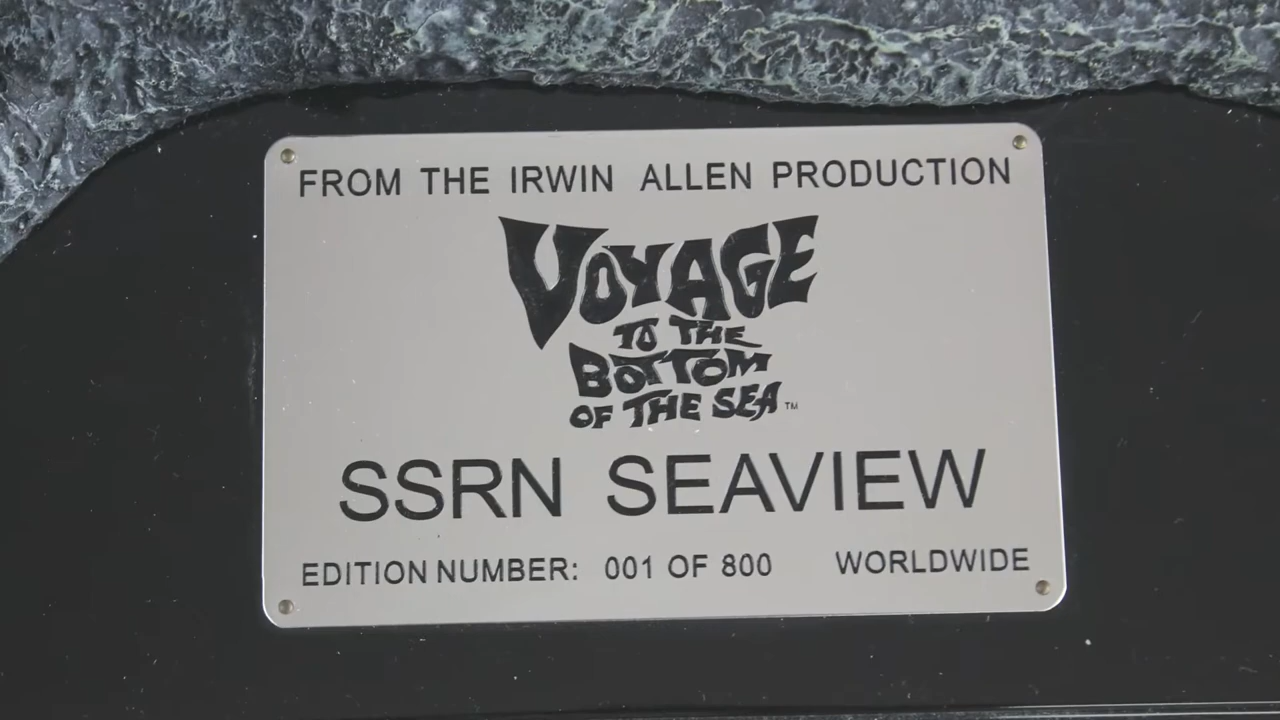 FROM THE IRWIN ALLEN PRODUCTION
VOYAGE
TO THE
BOTTOM
OF THE SEA™
SSRN SEAVIEW
EDITION NUMBER: 001 OF 800 WORLDWIDE